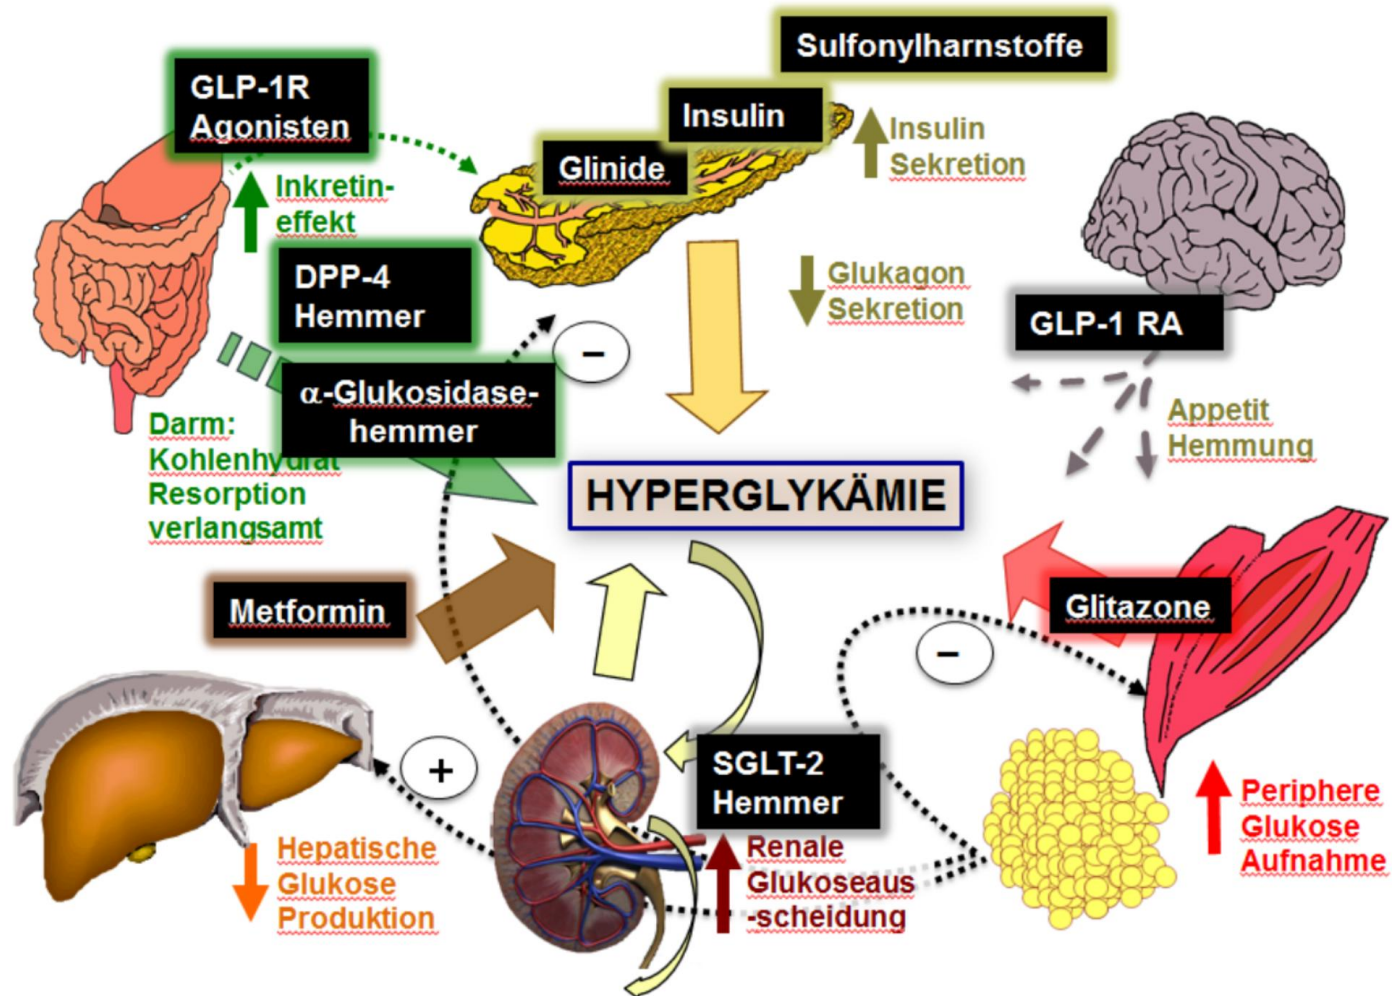 Sulfonylharnstoffe
GLP-1R
Agonisten
Insulin
Glinide
Insulin
Sekretion
Inkretin-
effekt
DPP-4
Hemmer
Glukagon
Sekretion
GLP-1 RA
−
α-Glukosidase-
hemmer
Appetit
Hemmung
Darm:
Kohlenhydrat
Resorption
verlangsamt
HYPERGLYKÄMIE
Metformin
Glitazone
−
+
SGLT-2
Hemmer
Renale
Glukoseaus
-scheidung
Hepatische
Glukose
Produktion
Periphere
Glukose
Aufnahme